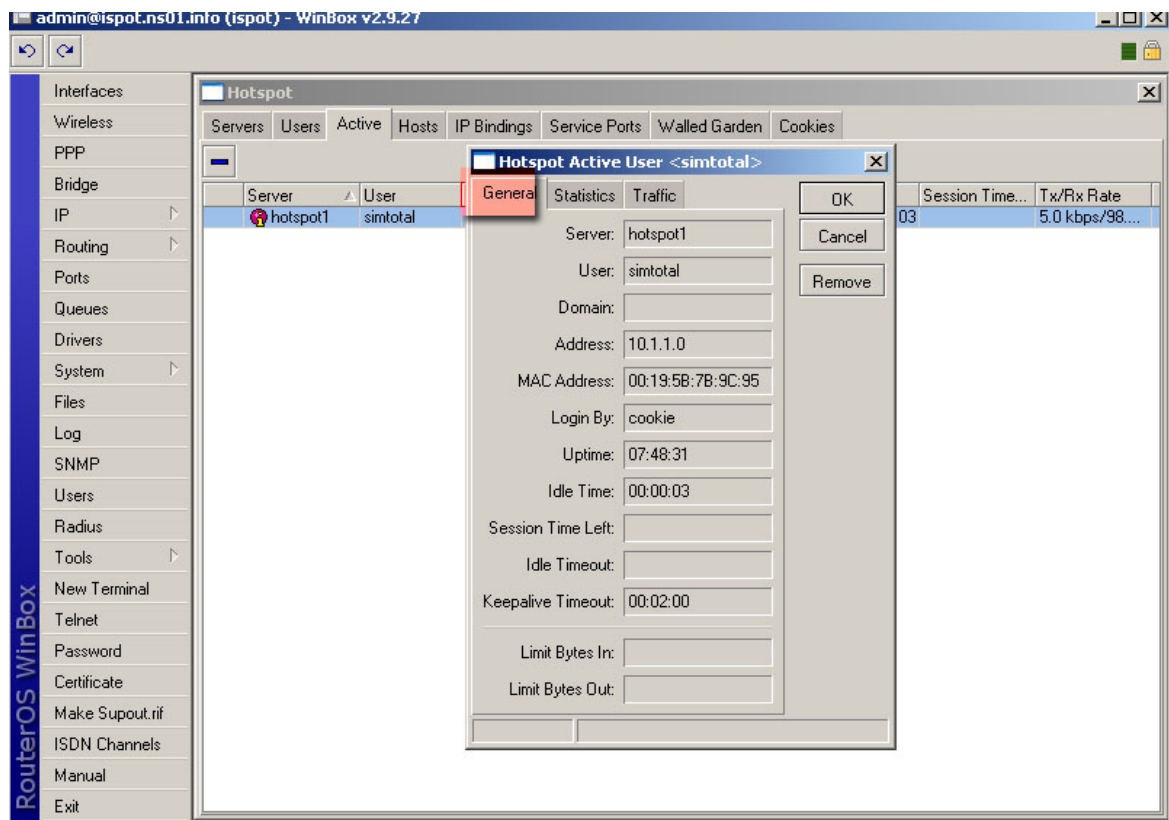 admin@ispot.ns01.info (ispot) - WinBox v2.9.27
Interfaces
Wireless
PPP
Bridge
IP
Routing
Ports
Queues
Drivers
System
Files
Log
SNMP
Users
Radius
Tools
New Terminal
Telnet
Password
Certificate
Make Supout.rif
ISDN Channels
Manual
Exit
RouterOS WinBox
Hotspot
Servers Users Active Hosts IP Bindings Service Ports Walled Garden Cookies
Server User Session Time... Tx/Rx Rate
hotspot1 simtotal 03 5.0 kbps/98....
Hotspot Active User <simtotal>
General Statistics Traffic
OK
Cancel
Remove
Server: hotspot1
User: simtotal
Domain:
Address: 10.1.1.0
MAC Address: 00:19:5B:7B:9C:95
Login By: cookie
Uptime: 07:48:31
Idle Time: 00:00:03
Session Time Left:
Idle Timeout:
Keepalive Timeout: 00:02:00
Limit Bytes In:
Limit Bytes Out: